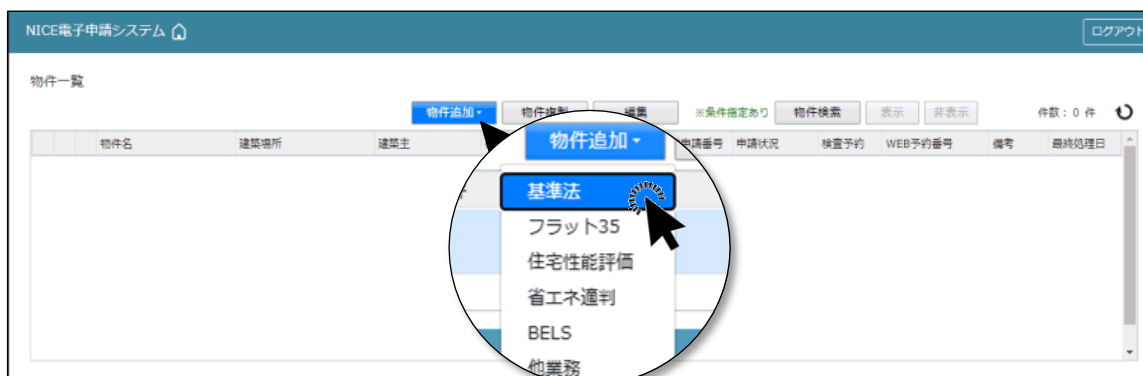 NICE電子申請システム ログアウト
物件一覧
物件追加 物件複製 編集 ※条件指定あり 物件検索 表示 非表示 件数：0 件
物件名 建築場所 建築主 申請番号 申請状況 検査予約 WEB予約番号 備考 最終処理日
物件追加
基準法
フラット35
住宅性能評価
省エネ適判
BELS
他業務